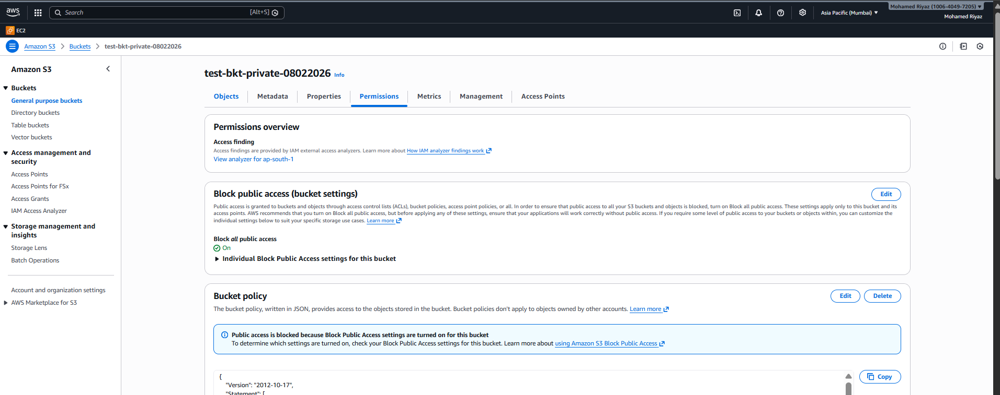 aws
Search
[Alt+S]
Asia Pacific (Mumbai)
Mohamed Riyaz (1006-4049-7205)
Mohamed Riyaz
EC2
Amazon S3
Buckets
test-bkt-private-08022026
Amazon S3
Buckets
General purpose buckets
Directory buckets
Table buckets
Vector buckets
Access management and
security
Access Points
Access Points for FSx
Access Grants
IAM Access Analyzer
Storage management and
insights
Storage Lens
Batch Operations
Account and organization settings
AWS Marketplace for S3
test-bkt-private-08022026 Info
Objects
Metadata
Properties
Permissions
Metrics
Management
Access Points
Permissions overview
Access finding
Access findings are provided by IAM external access analyzers. Learn more about How IAM analyzer findings work
View analyzer for ap-south-1
Block public access (bucket settings)
Edit
Public access is granted to buckets and objects through access control lists (ACLs), bucket policies, access point policies, or all. In order to ensure that public access to all your S3 buckets and objects is blocked, turn on Block all public access. These settings apply only to this bucket and its
access points. AWS recommends that you turn on Block all public access, but before applying any of these settings, ensure that your applications will work correctly without public access. If you require some level of public access to your buckets or objects within, you can customize the
individual settings below to suit your specific storage use cases. Learn more
Block all public access
On
Individual Block Public Access settings for this bucket
Bucket policy
Edit
Delete
The bucket policy, written in JSON, provides access to the objects stored in the bucket. Bucket policies don't apply to objects owned by other accounts. Learn more
Public access is blocked because Block Public Access settings are turned on for this bucket
To determine which settings are turned on, check your Block Public Access settings for this bucket. Learn more about using Amazon S3 Block Public Access
Copy
{
"Version": "2012-10-17",
"Statement": [